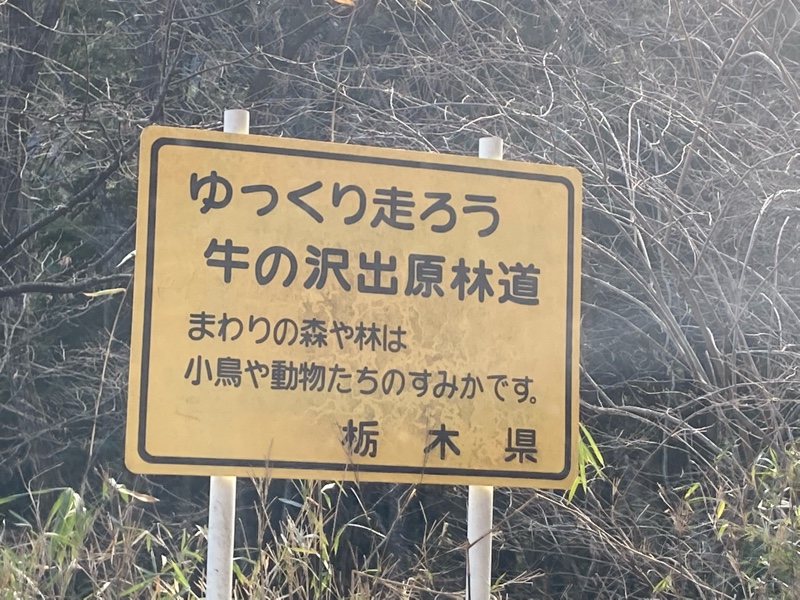 ゆっくり走ろう
牛の沢出原林道
まわりの森や林は
小鳥や動物たちのすみかです。
栃木県